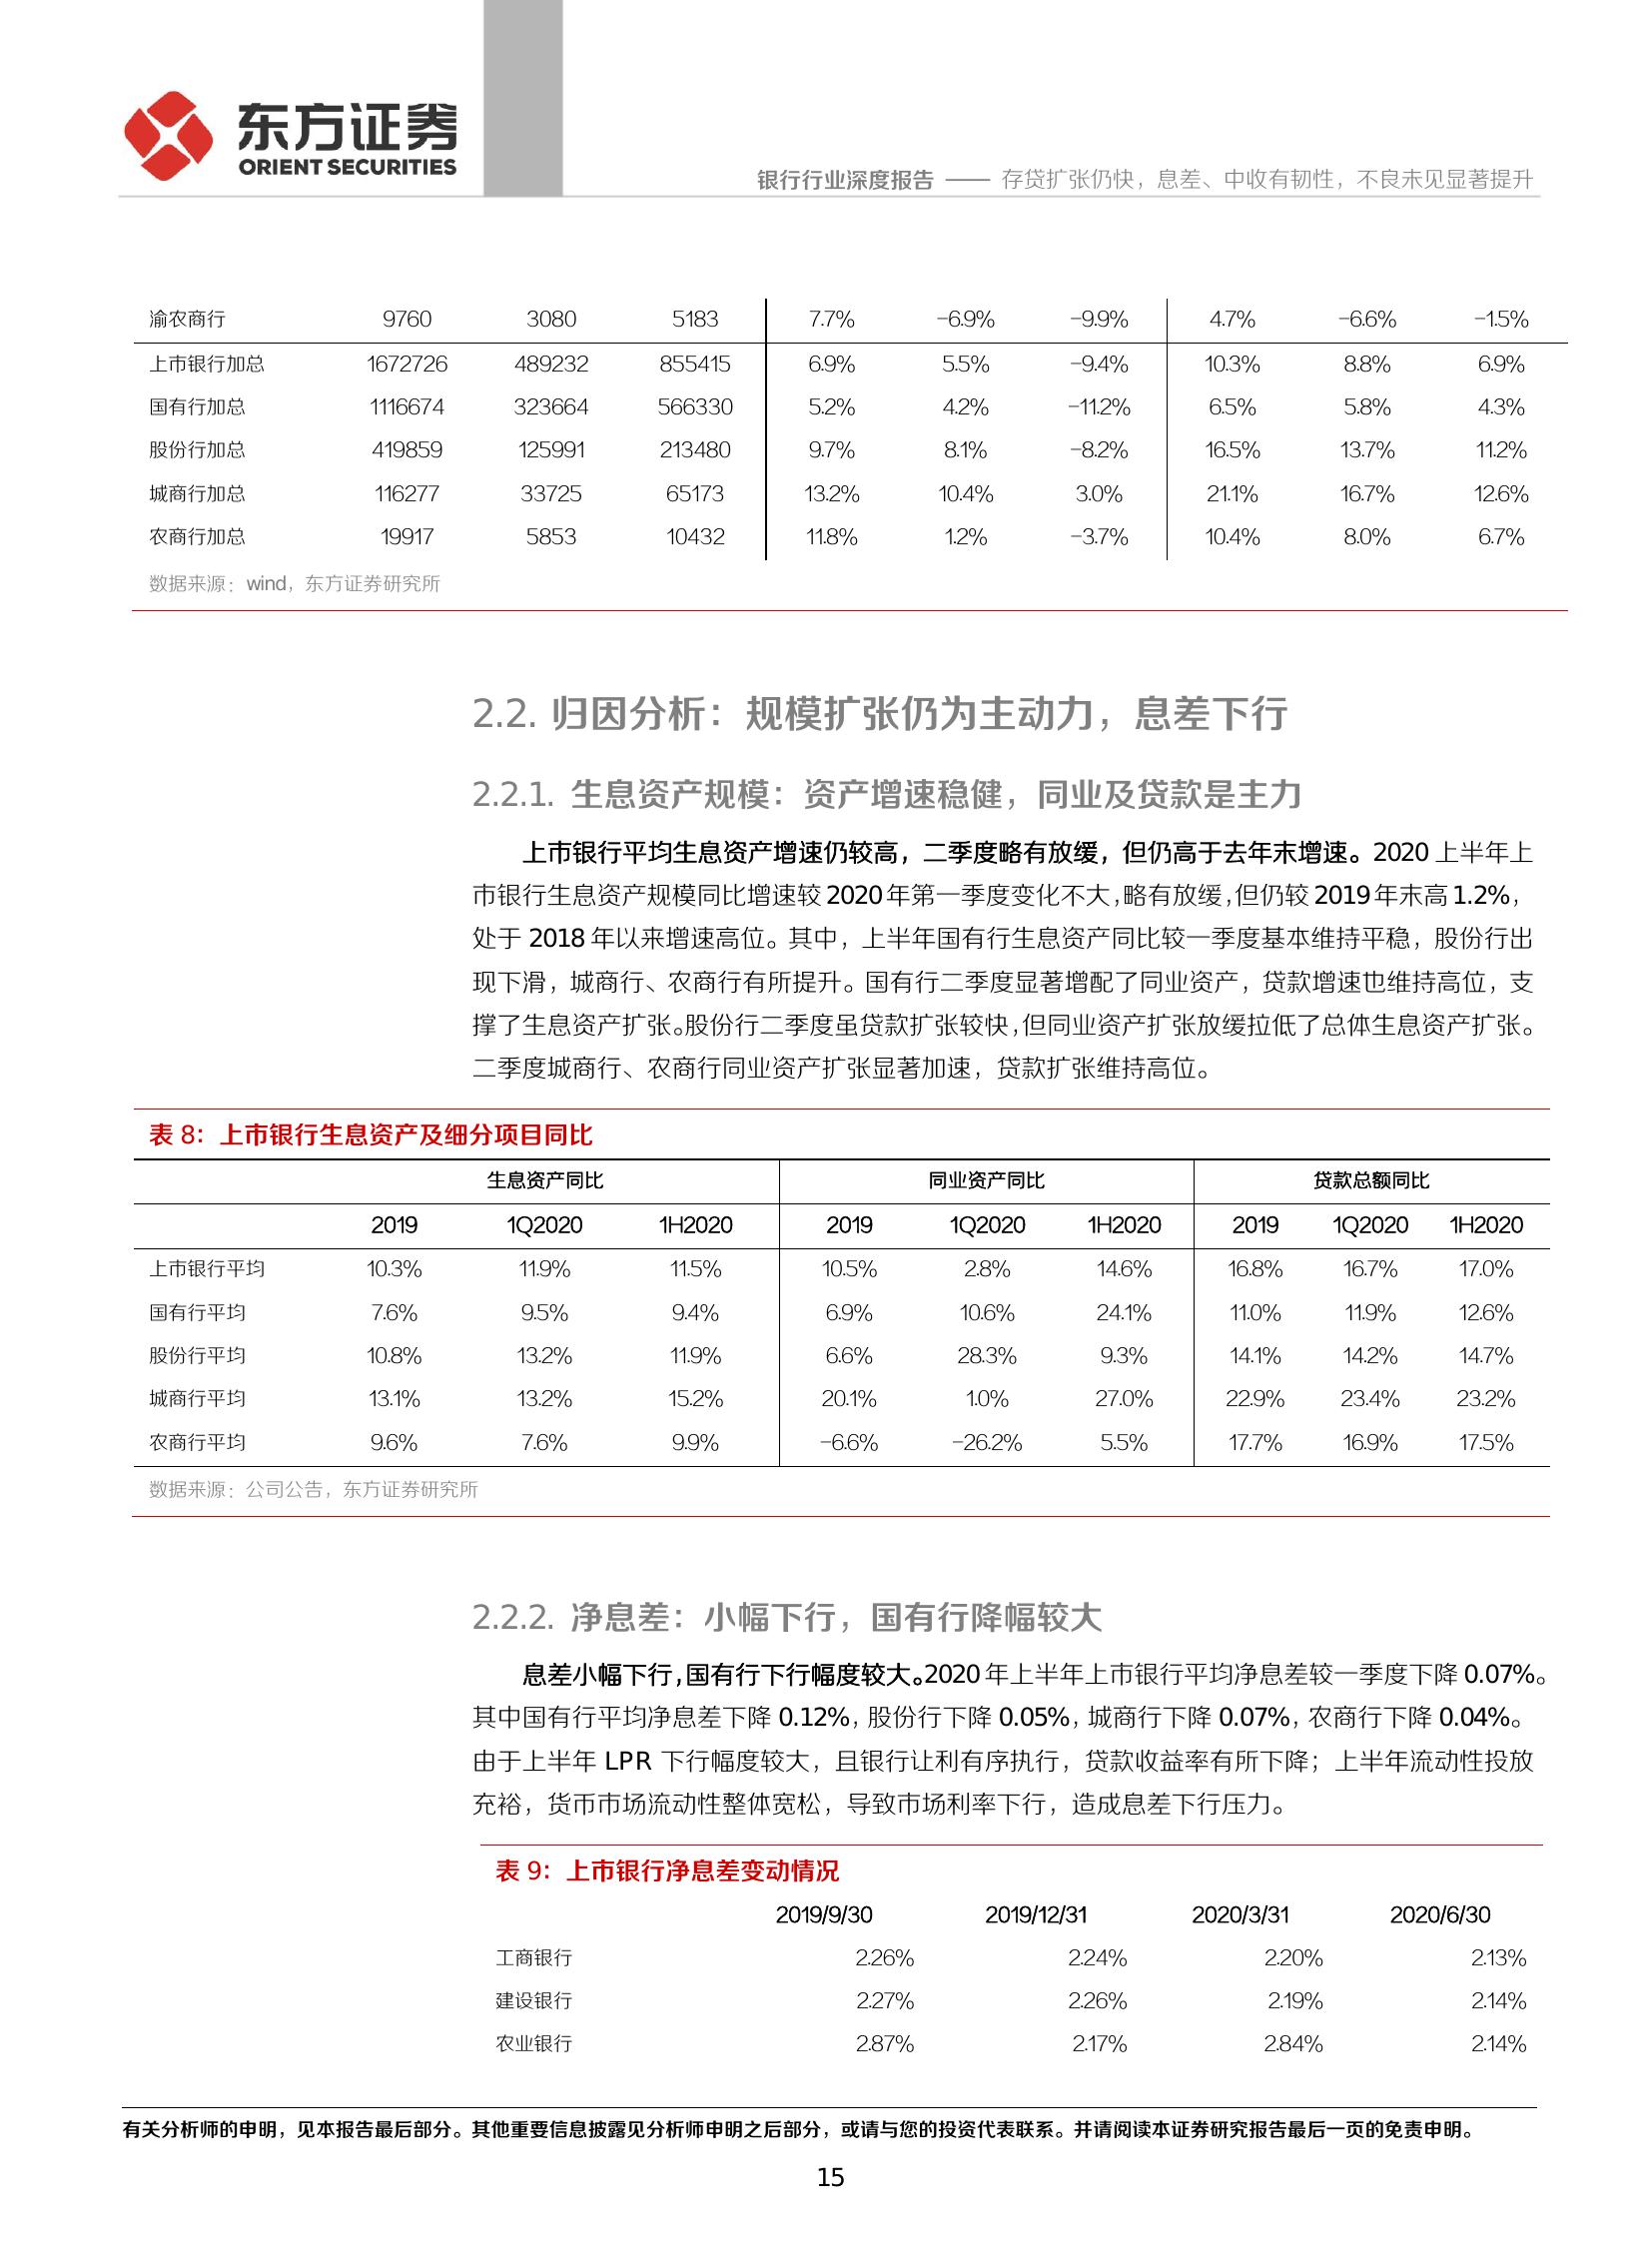 东方证券
ORIENT SECURITIES
银行行业深度报告 —— 存贷扩张仍快，息差、中收有韧性，不良未见显著提升
渝农商行 9760 3080 5183 7.7% -6.9% -9.9% 4.7% -6.6% -1.5%
上市银行加总 1672726 489232 855415 6.9% 5.5% -9.4% 10.3% 8.8% 6.9%
国有行加总 1116674 323664 566330 5.2% 4.2% -11.2% 6.5% 5.8% 4.3%
股份行加总 419859 125991 213480 9.7% 8.1% -8.2% 16.5% 13.7% 11.2%
城商行加总 116277 33725 65173 13.2% 10.4% 3.0% 21.1% 16.7% 12.6%
农商行加总 19917 5853 10432 11.8% 1.2% -3.7% 10.4% 8.0% 6.7%
数据来源：wind，东方证券研究所
2.2. 归因分析：规模扩张仍为主动力，息差下行
2.2.1. 生息资产规模：资产增速稳健，同业及贷款是主力
上市银行平均生息资产增速仍较高，二季度略有放缓，但仍高于去年末增速。2020 上半年上
市银行生息资产规模同比增速较 2020 年第一季度变化不大，略有放缓，但仍较 2019 年末高 1.2%，
处于 2018 年以来增速高位。其中，上半年国有行生息资产同比较一季度基本维持平稳，股份行出
现下滑，城商行、农商行有所提升。国有行二季度显著增配了同业资产，贷款增速也维持高位，支
撑了生息资产扩张。股份行二季度虽贷款扩张较快，但同业资产扩张放缓拉低了总体生息资产扩张。
二季度城商行、农商行同业资产扩张显著加速，贷款扩张维持高位。
表 8：上市银行生息资产及细分项目同比
生息资产同比 同业资产同比 贷款总额同比
2019 1Q2020 1H2020 2019 1Q2020 1H2020 2019 1Q2020 1H2020
上市银行平均 10.3% 11.9% 11.5% 10.5% 2.8% 14.6% 16.8% 16.7% 17.0%
国有行平均 7.6% 9.5% 9.4% 6.9% 10.6% 24.1% 11.0% 11.9% 12.6%
股份行平均 10.8% 13.2% 11.9% 6.6% 28.3% 9.3% 14.1% 14.2% 14.7%
城商行平均 13.1% 13.2% 15.2% 20.1% 1.0% 27.0% 22.9% 23.4% 23.2%
农商行平均 9.6% 7.6% 9.9% -6.6% -26.2% 5.5% 17.7% 16.9% 17.5%
数据来源：公司公告，东方证券研究所
2.2.2. 净息差：小幅下行，国有行降幅较大
息差小幅下行，国有行下行幅度较大。2020 年上半年上市银行平均净息差较一季度下降 0.07%。
其中国有行平均净息差下降 0.12%，股份行下降 0.05%，城商行下降 0.07%，农商行下降 0.04%。
由于上半年 LPR 下行幅度较大，且银行让利有序执行，贷款收益率有所下降；上半年流动性投放
充裕，货币市场流动性整体宽松，导致市场利率下行，造成息差下行压力。
表 9：上市银行净息差变动情况
2019/9/30 2019/12/31 2020/3/31 2020/6/30
工商银行 2.26% 2.24% 2.20% 2.13%
建设银行 2.27% 2.26% 2.19% 2.14%
农业银行 2.87% 2.17% 2.84% 2.14%
有关分析师的申明，见本报告最后部分。其他重要信息披露见分析师申明之后部分，或请与您的投资代表联系。并请阅读本证券研究报告最后一页的免责申明。
15